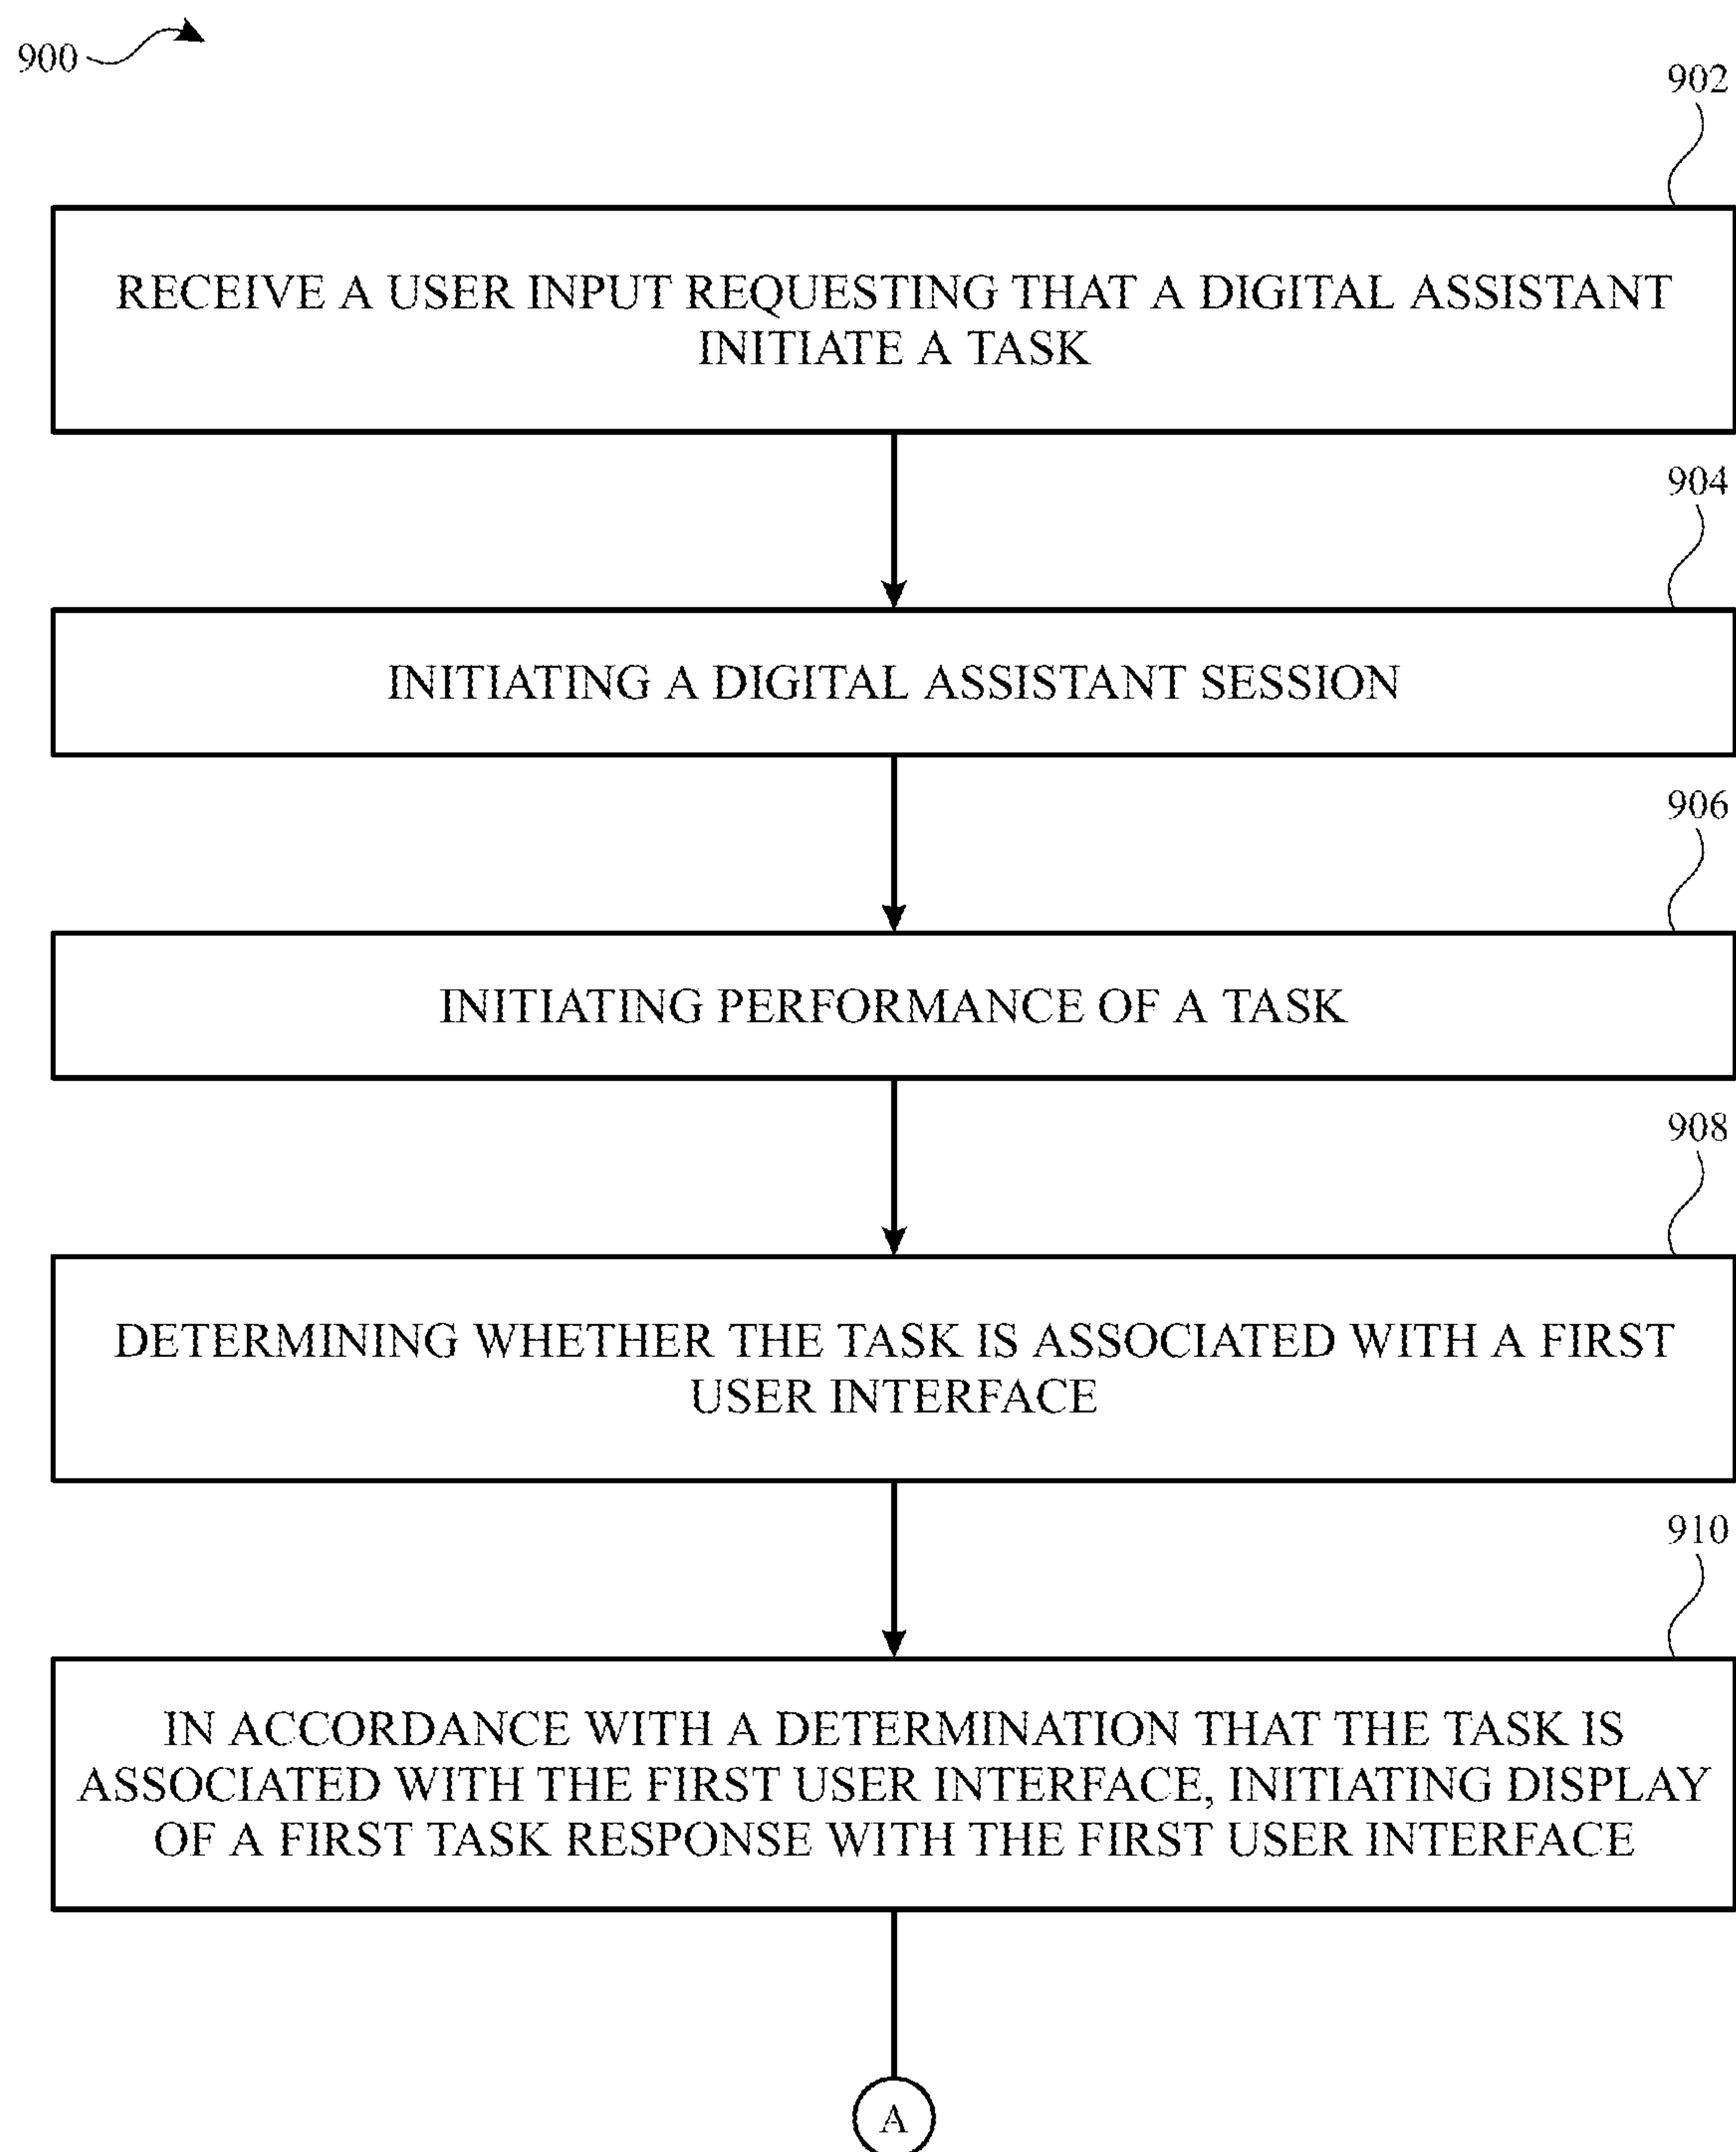 900
902
RECEIVE A USER INPUT REQUESTING THAT A DIGITAL ASSISTANT
INITIATE A TASK
904
INITIATING A DIGITAL ASSISTANT SESSION
906
INITIATING PERFORMANCE OF A TASK
908
DETERMINING WHETHER THE TASK IS ASSOCIATED WITH A FIRST
USER INTERFACE
910
IN ACCORDANCE WITH A DETERMINATION THAT THE TASK IS
ASSOCIATED WITH THE FIRST USER INTERFACE, INITIATING DISPLAY
OF A FIRST TASK RESPONSE WITH THE FIRST USER INTERFACE
A